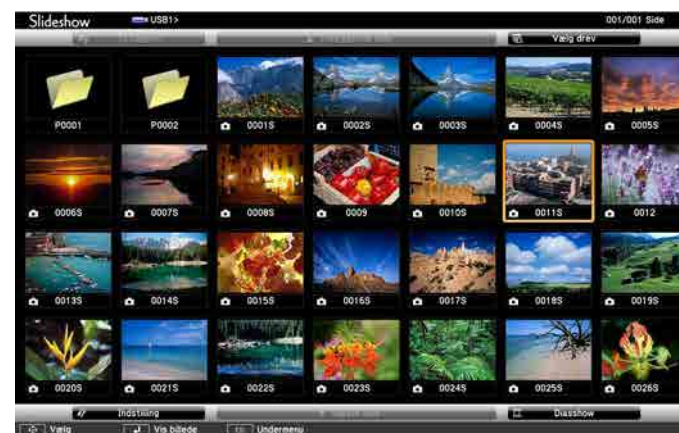 Slideshow USB1> 001/001 Side
Vælg drev
P0001 P0002 0001S 0002S 0003S 0004S 0005S
0006S 0007S 0008S 0009 0010S 0011S 0012
0013S 0014S 0015S 0016S 0017S 0018S 0019S
0020S 0021S 0022S 0023S 0024S 0025S 0026S
Indstilling Diasshow
Vælg Vis billede Undermenu